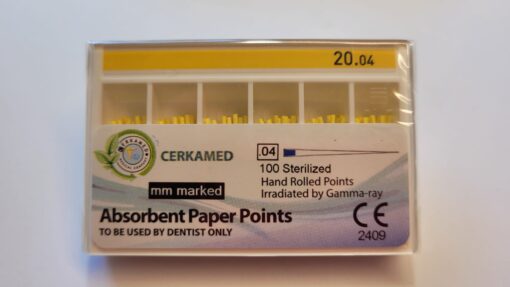 20.04
CERKAMED
CERKAMED
.04
100 Sterilized
Hand Rolled Points
Irradiated by Gamma-ray
mm marked
Absorbent Paper Points
TO BE USED BY DENTIST ONLY
CE
2409